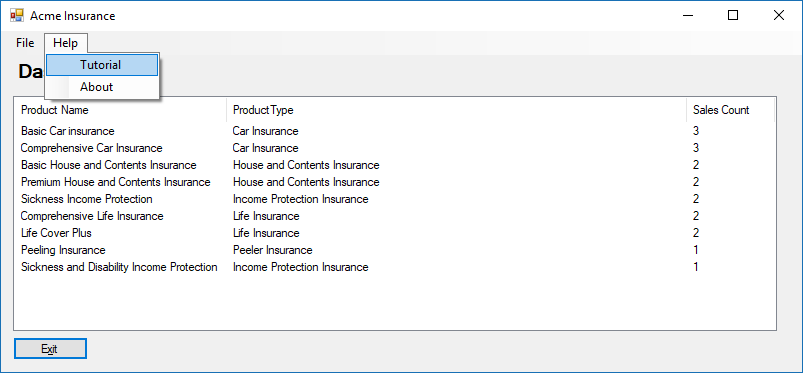 Acme Insurance
File Help
Tutorial
Da
About
Product Name ProductType Sales Count
Basic Car insurance Car Insurance 3
Comprehensive Car Insurance Car Insurance 3
Basic House and Contents Insurance House and Contents Insurance 2
Premium House and Contents Insurance House and Contents Insurance 2
Sickness Income Protection Income Protection Insurance 2
Comprehensive Life Insurance Life Insurance 2
Life Cover Plus Life Insurance 2
Peeling Insurance Peeler Insurance 1
Sickness and Disability Income Protection Income Protection Insurance 1
Exit